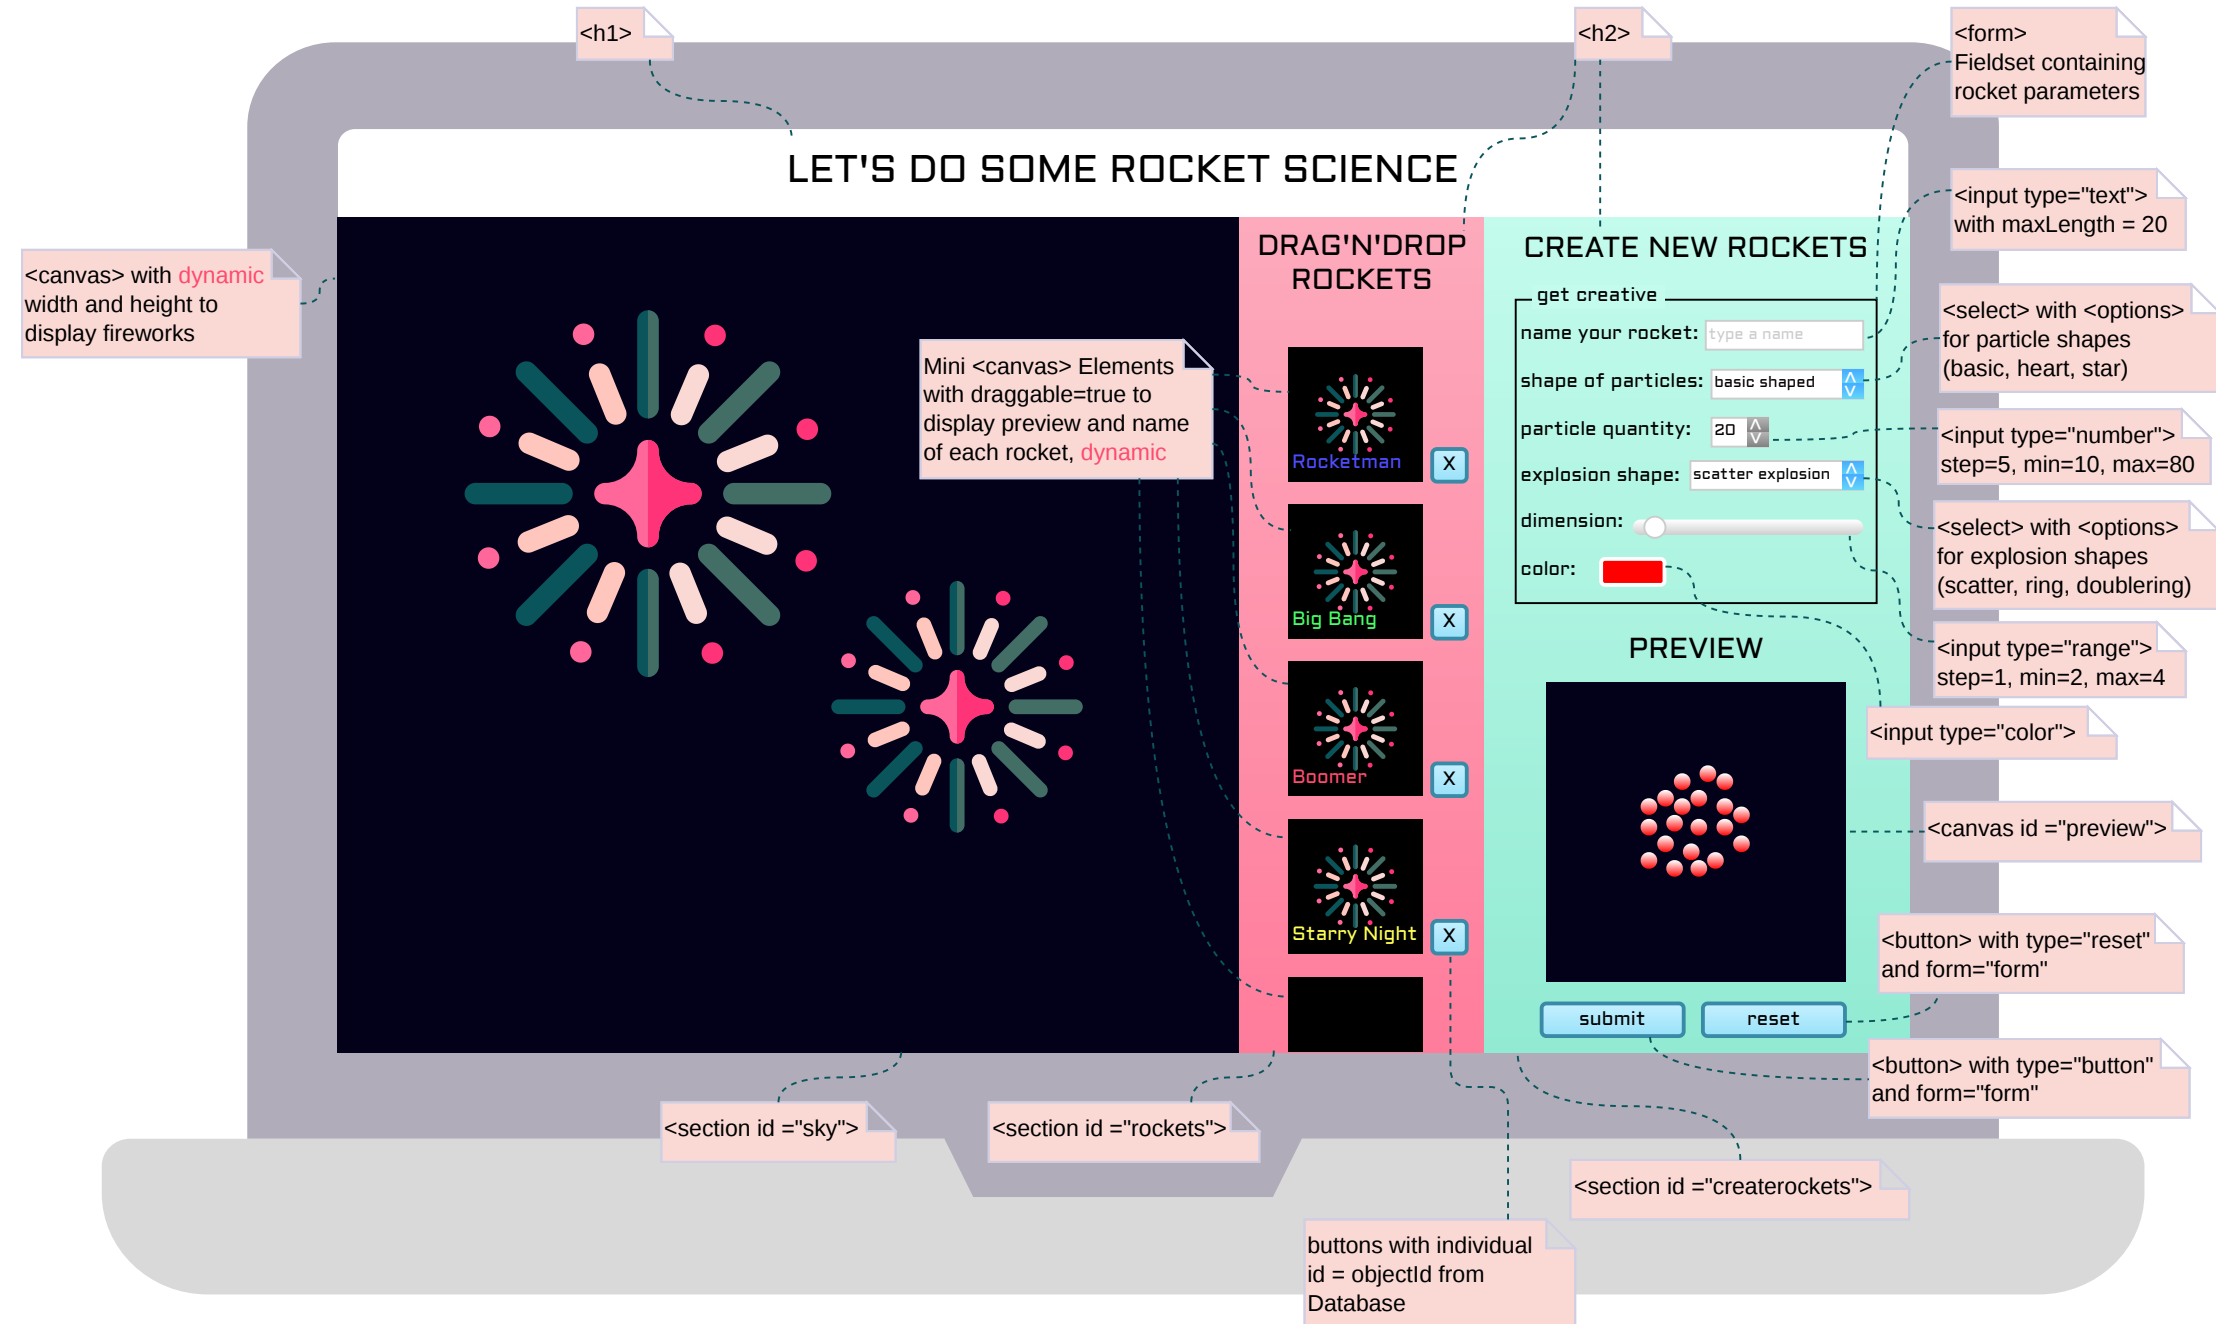 <h1>
<h2>
<form>
Fieldset containing
rocket parameters
LET'S DO SOME ROCKET SCIENCE
<input type="text">
with maxLength = 20
<canvas> with dynamic
width and height to
display fireworks
DRAG'N'DROP
ROCKETS
CREATE NEW ROCKETS
get creative
name your rocket:
type a name
shape of particles:
basic shaped
particle quantity:
20
explosion shape:
scatter explosion
dimension:
color:
<select> with <options>
for particle shapes
(basic, heart, star)
<input type="number">
step=5, min=10, max=80
<select> with <options>
for explosion shapes
(scatter, ring, doublering)
<input type="range">
step=1, min=2, max=4
<input type="color">
Mini <canvas> Elements
with draggable=true to
display preview and name
of each rocket, dynamic
Rocketman
X
Big Bang
X
Boomer
X
Starry Night
X
PREVIEW
<canvas id ="preview">
<button> with type="reset"
and form="form"
submit
reset
<button> with type="button"
and form="form"
<section id ="sky">
<section id ="rockets">
<section id ="createrockets">
buttons with individual
id = objectId from
Database